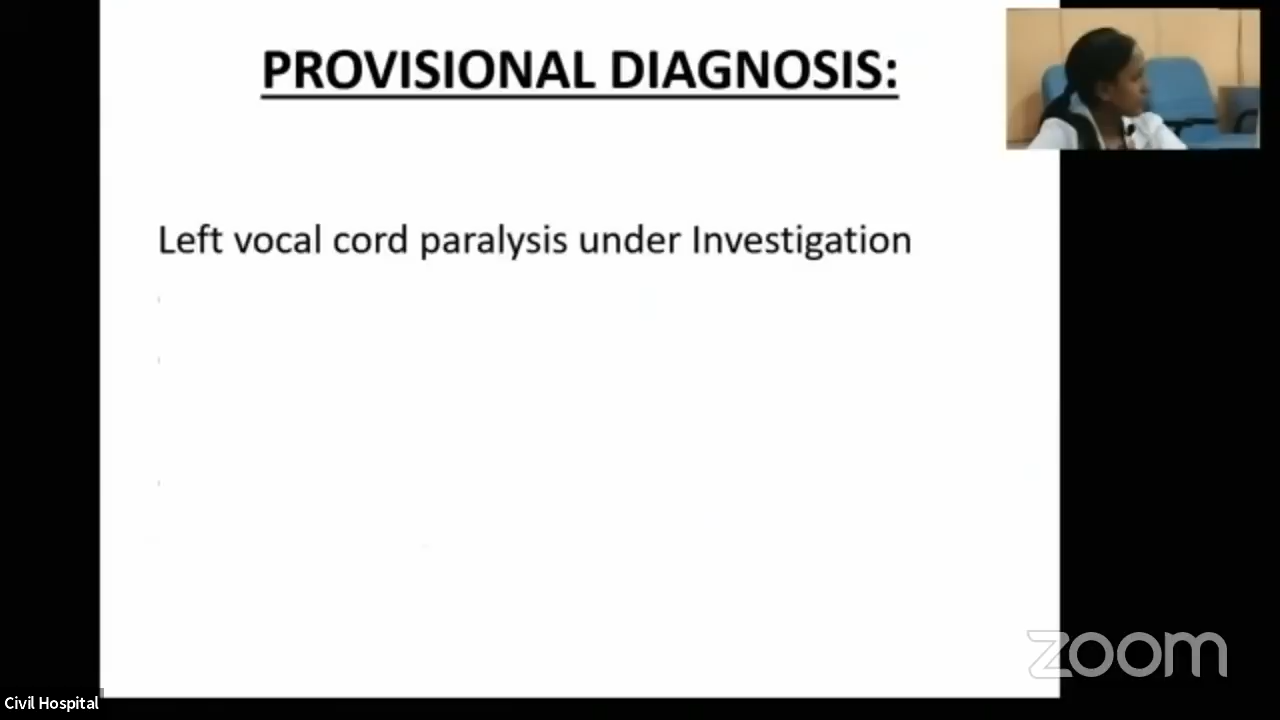 PROVISIONAL DIAGNOSIS:
Left vocal cord paralysis under Investigation
zoom
Civil Hospital